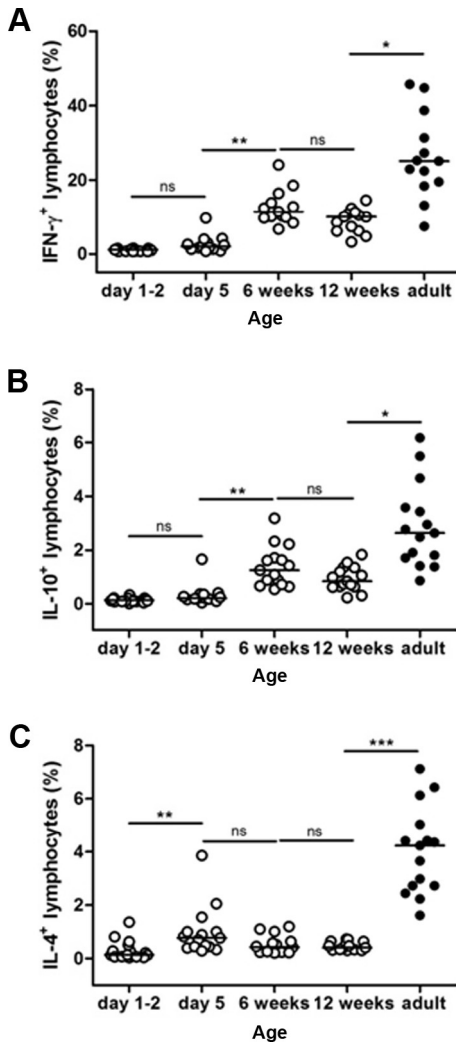 A
IFN-γ+ lymphocytes (%)
60
40
20
0
ns
**
ns
*
day 1-2 day 5 6 weeks 12 weeks adult
Age
B
IL-10+ lymphocytes (%)
8
6
4
2
0
ns
**
ns
*
day 1-2 day 5 6 weeks 12 weeks adult
Age
C
IL-4+ lymphocytes (%)
8
6
4
2
0
**
ns
ns
***
day 1-2 day 5 6 weeks 12 weeks adult
Age